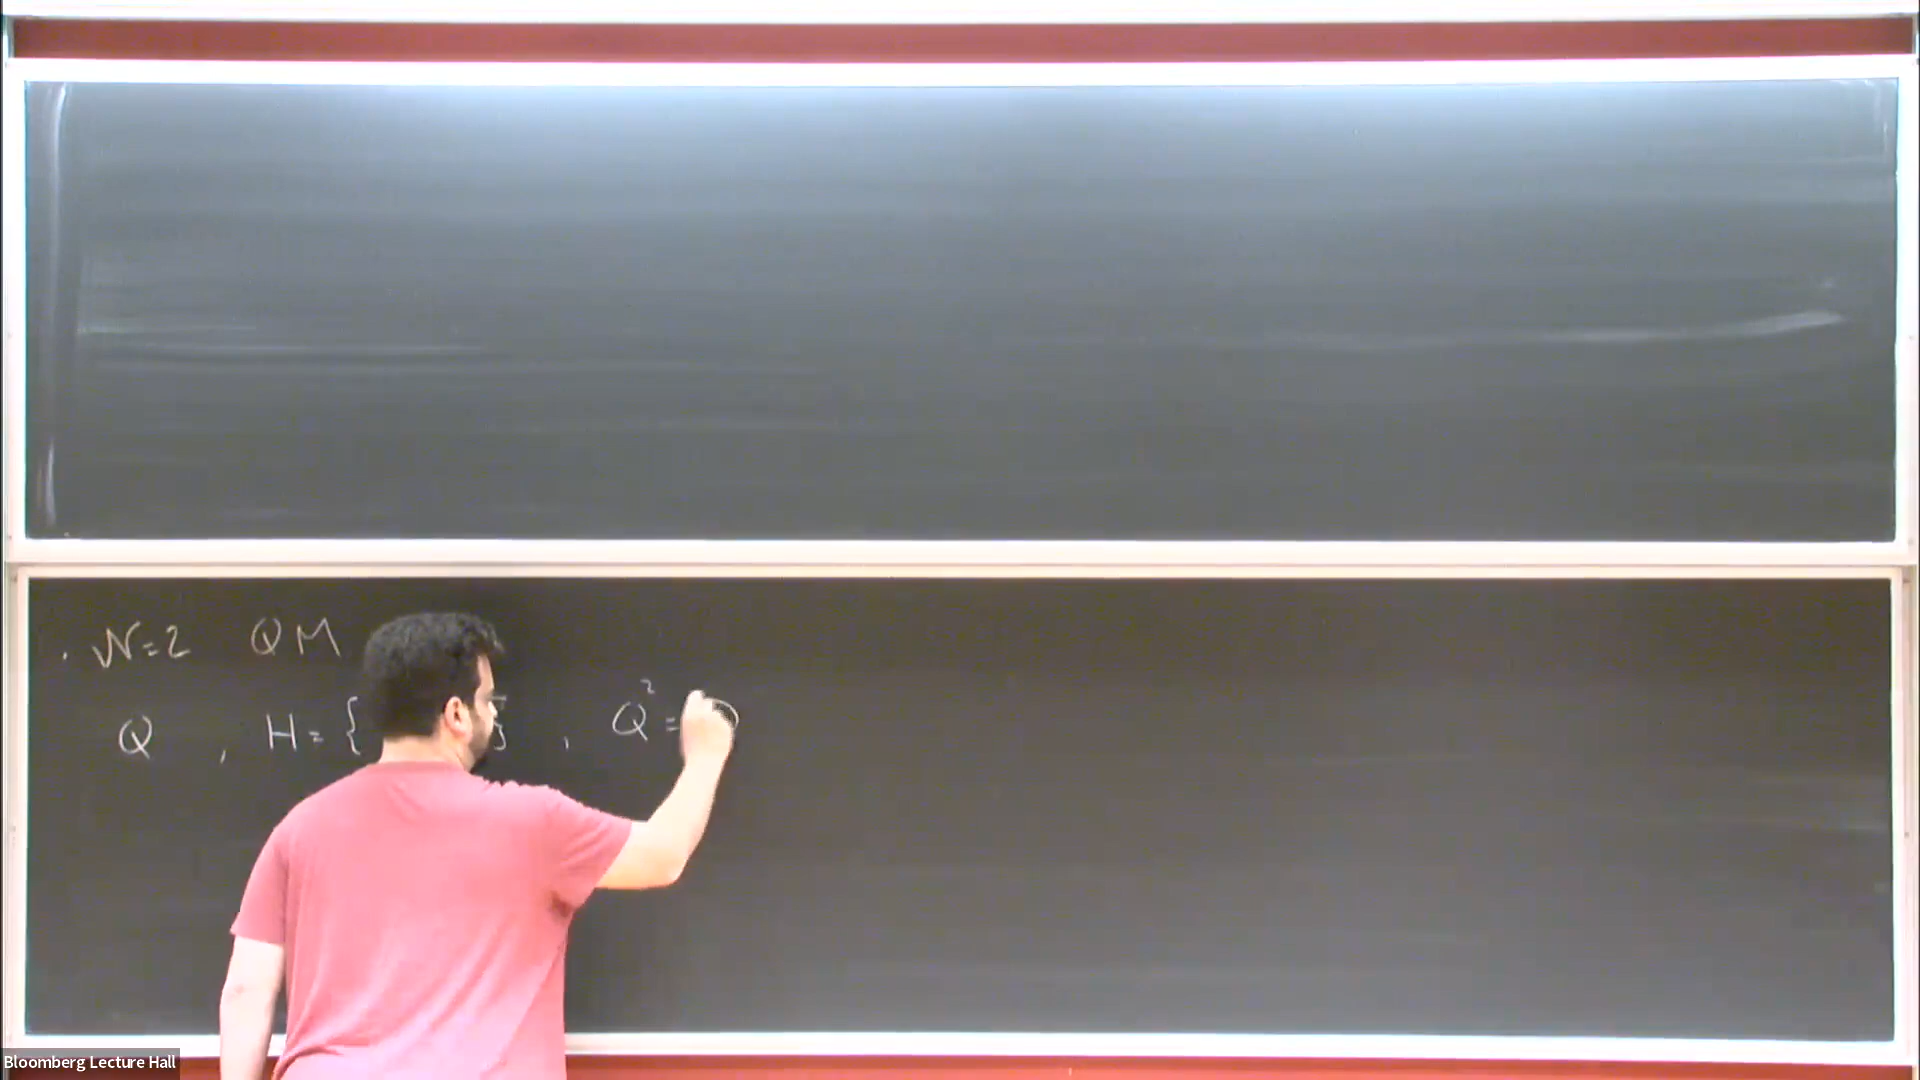 . N=2 QM
Q , H = { } , Q² =
Bloomberg Lecture Hall